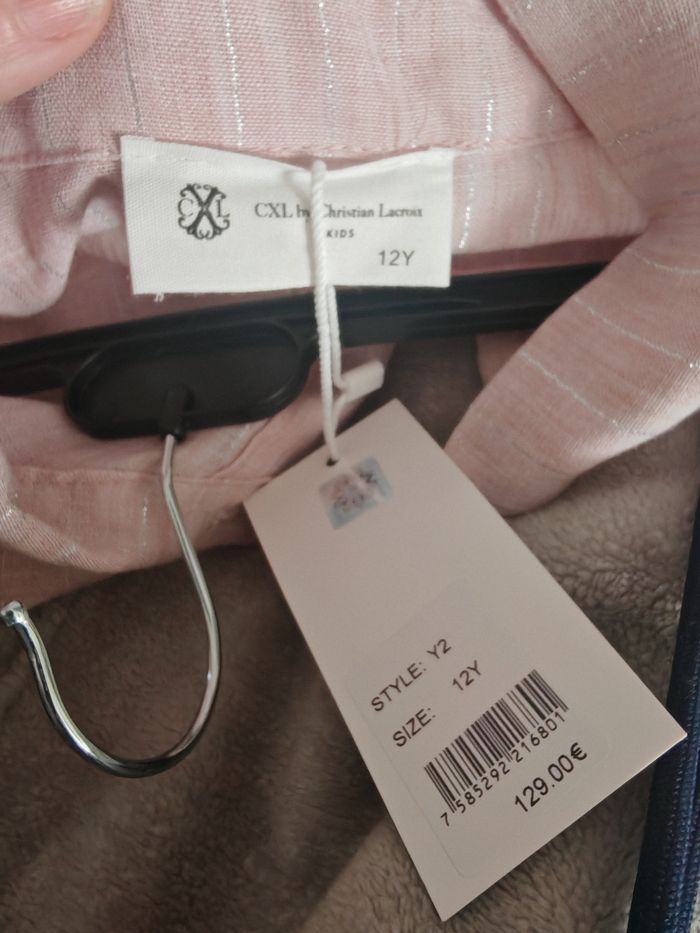 CXL
CXL by Christian Lacroix
KIDS
12Y
STYLE: Y2
SIZE: 12Y
7 585292 216801
129.00€